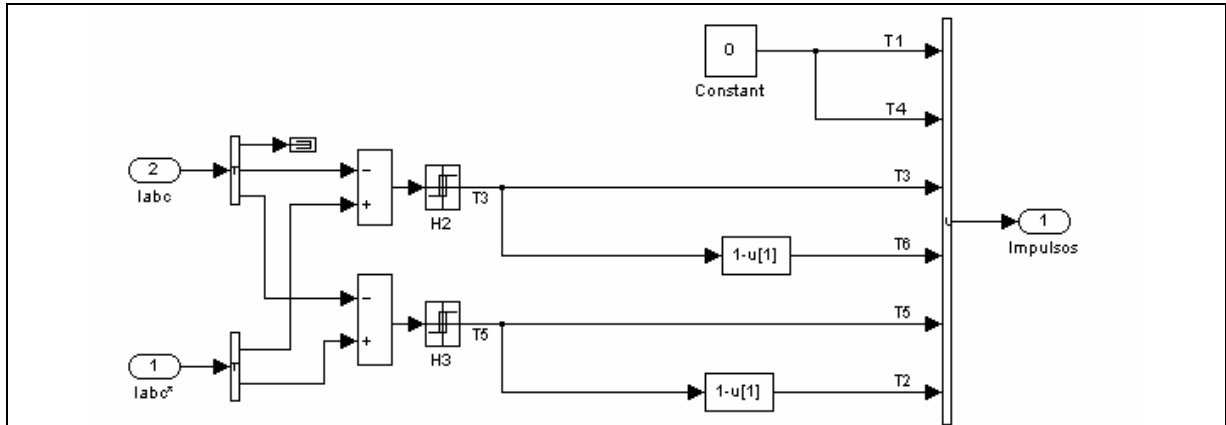 0
Constant
T1
T4
2
Iabc
-
+
H2
T3
T3
1-u[1]
T6
1
Impulsos
-
+
H3
T5
T5
1
Iabc*
1-u[1]
T2